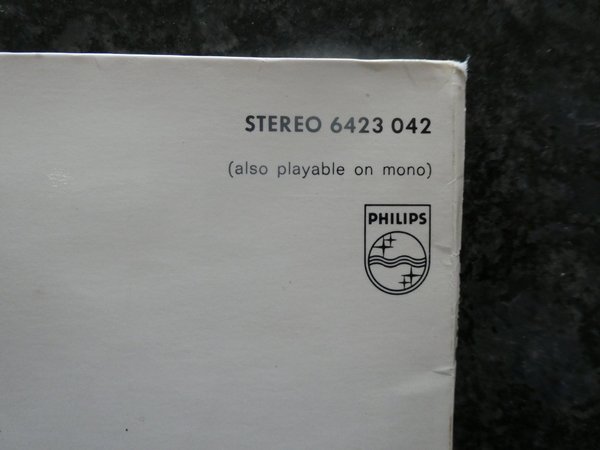 STEREO 6423 042
(also playable on mono)
PHILIPS